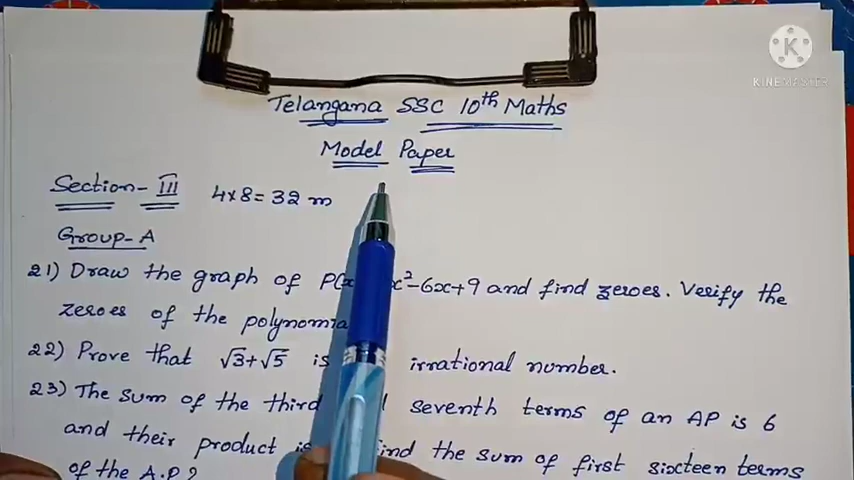 Telangana SSC 10th Maths
Model Paper
Section-III 4x8=32 m
Group-A
21) Draw the graph of P(x x²-6x+9 and find zeroes. Verify the
zeroes of the polynomia
22) Prove that √3+√5 is irrational number.
23) The sum of the third seventh terms of an AP is 6
and their product is find the sum of first sixteen terms
of the A.P?
K
KINEMASTER